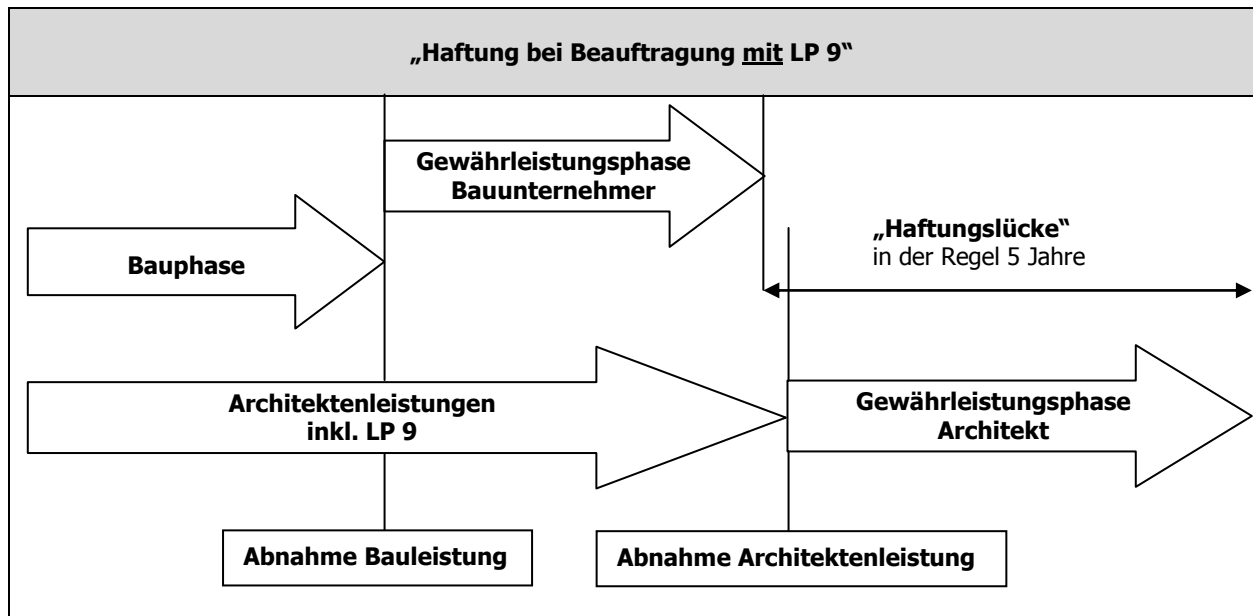 „Haftung bei Beauftragung mit LP 9“
Gewährleistungsphase
Bauunternehmer
Bauphase
„Haftungslücke“
in der Regel 5 Jahre
Architektenleistungen
inkl. LP 9
Gewährleistungsphase
Architekt
Abnahme Bauleistung
Abnahme Architektenleistung